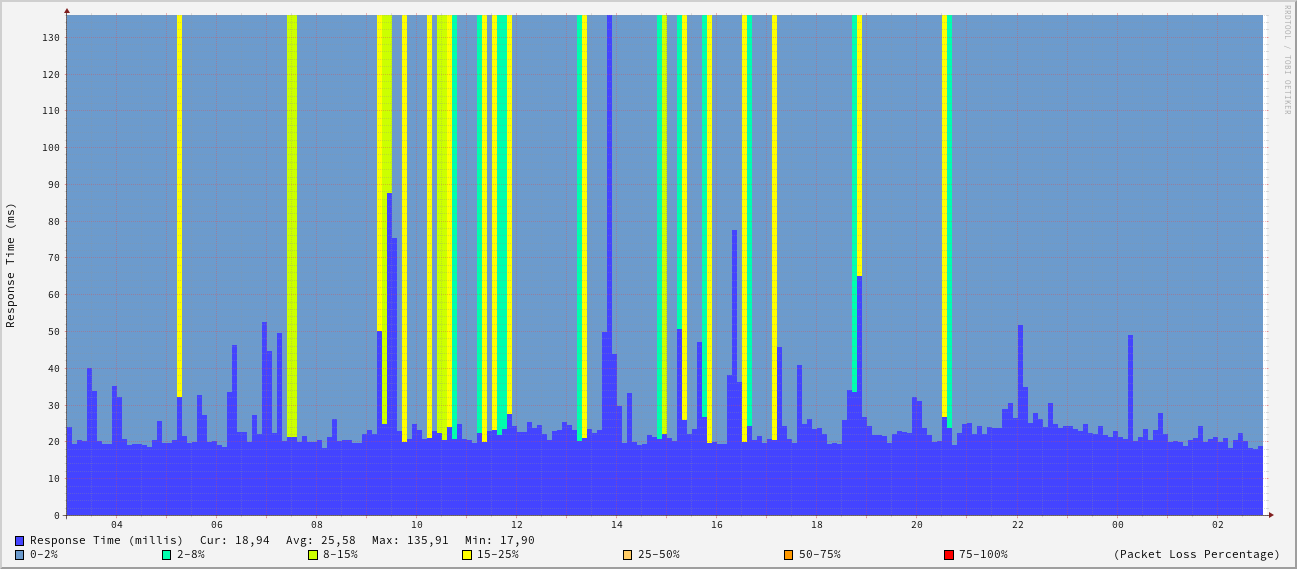 RRDTOOL / TOBI OETIKER
Response Time (ms)
130
120
110
100
90
80
70
60
50
40
30
20
10
0
04 06 08 10 12 14 16 18 20 22 00 02
Response Time (millis) Cur: 18,94 Avg: 25,58 Max: 135,91 Min: 17,90
0-2% 2-8% 8-15% 15-25% 25-50% 50-75% 75-100% (Packet Loss Percentage)